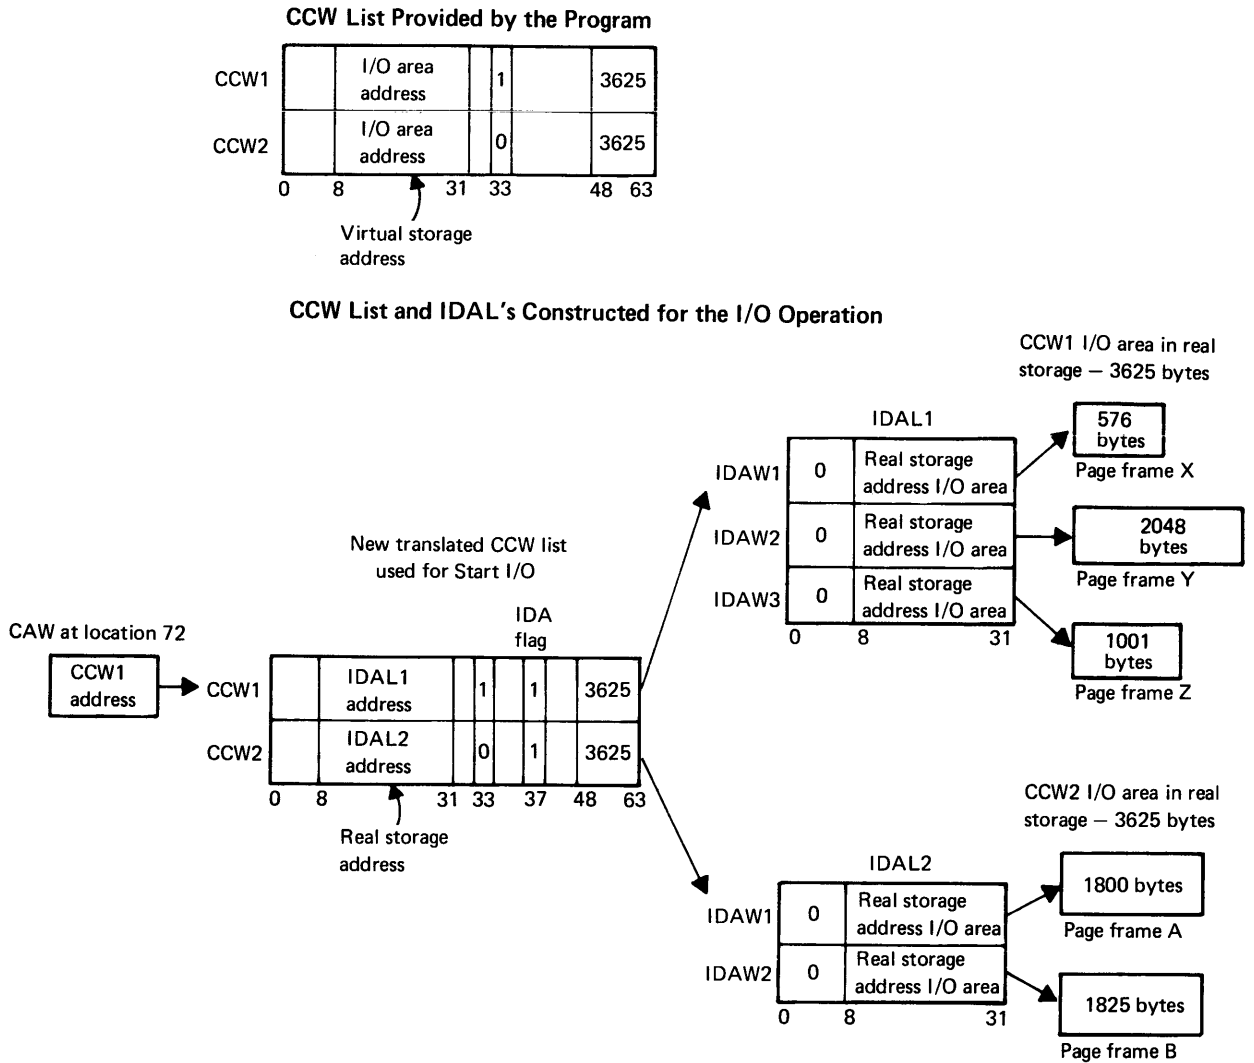 CCW List Provided by the Program
CCW1
I/O area
address
1
3625
CCW2
I/O area
address
0
3625
0 8 31 33 48 63
Virtual storage
address
CCW List and IDAL's Constructed for the I/O Operation
CCW1 I/O area in real
storage — 3625 bytes
IDAL1
IDAW1
0
Real storage
address I/O area
576
bytes
Page frame X
IDAW2
0
Real storage
address I/O area
2048
bytes
Page frame Y
IDAW3
0
Real storage
address I/O area
1001
bytes
Page frame Z
0 8 31
New translated CCW list
used for Start I/O
IDA
flag
CAW at location 72
CCW1
address
CCW1
IDAL1
address
1
1
3625
CCW2
IDAL2
address
0
1
3625
0 8 31 33 37 48 63
Real storage
address
CCW2 I/O area in real
storage — 3625 bytes
IDAL2
IDAW1
0
Real storage
address I/O area
1800 bytes
Page frame A
IDAW2
0
Real storage
address I/O area
1825 bytes
Page frame B
0 8 31